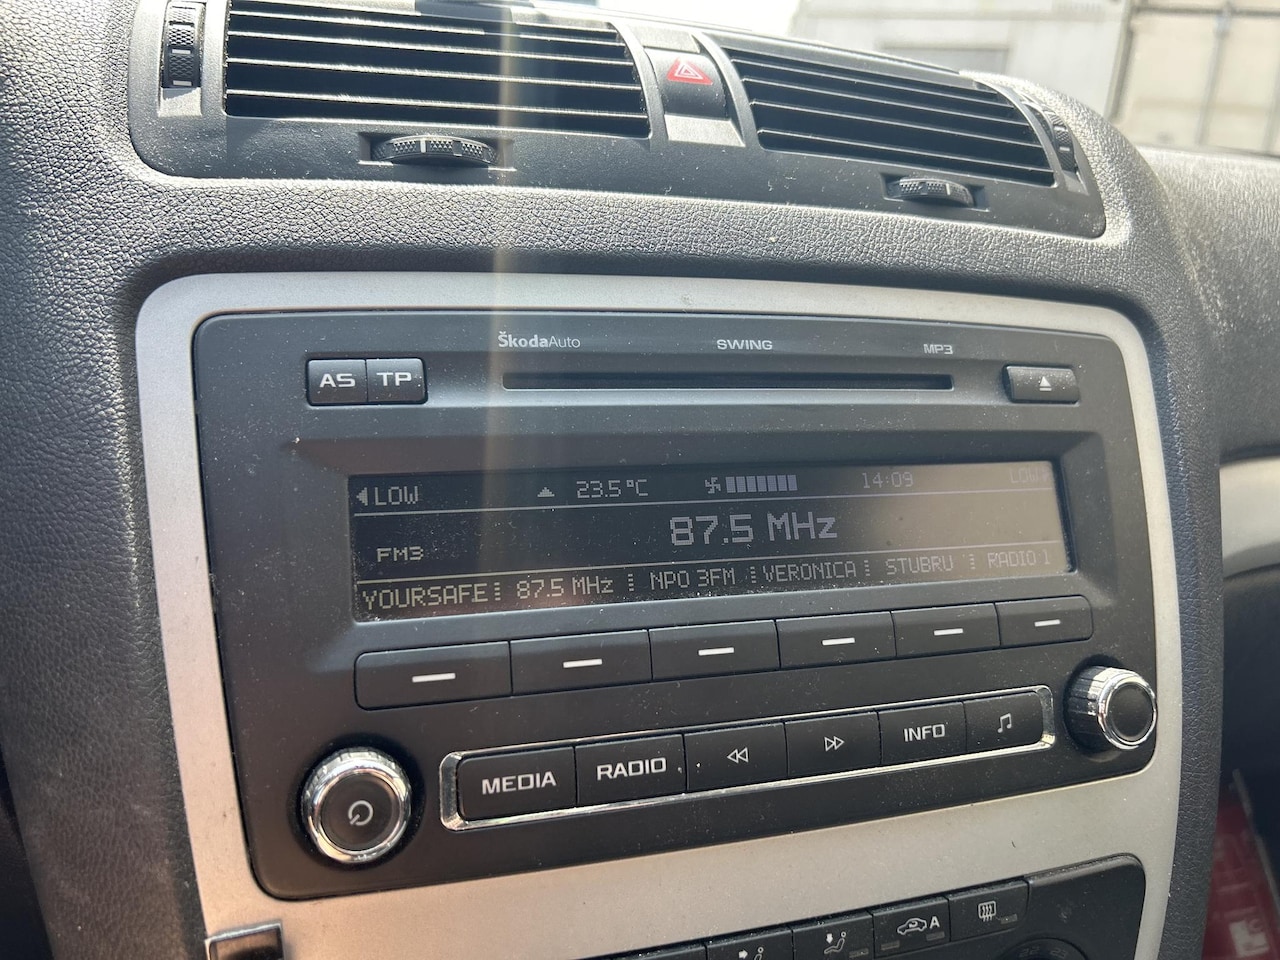 ŠkodaAuto SWING MP3
AS TP
LOW 23.5°C 14:09 LOW
87.5 MHz
FM3
YOURSAFE 87.5 MHz NPO 3FM VERONICA STUBRU RADIO 1
MEDIA RADIO INFO
A